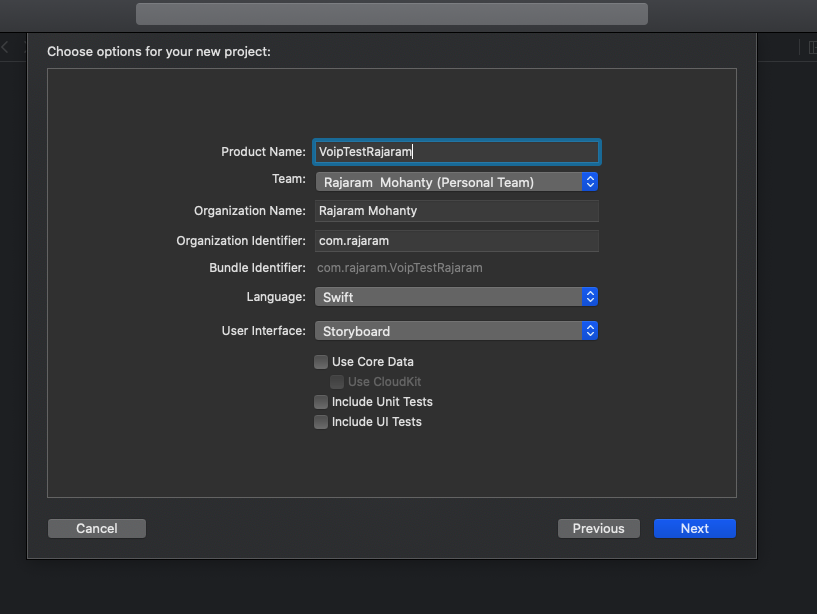 Choose options for your new project:
Product Name: VoipTestRajaram
Team: Rajaram  Mohanty (Personal Team)
Organization Name: Rajaram Mohanty
Organization Identifier: com.rajaram
Bundle Identifier: com.rajaram.VoipTestRajaram
Language: Swift
User Interface: Storyboard
Use Core Data
Use CloudKit
Include Unit Tests
Include UI Tests
Cancel Previous Next